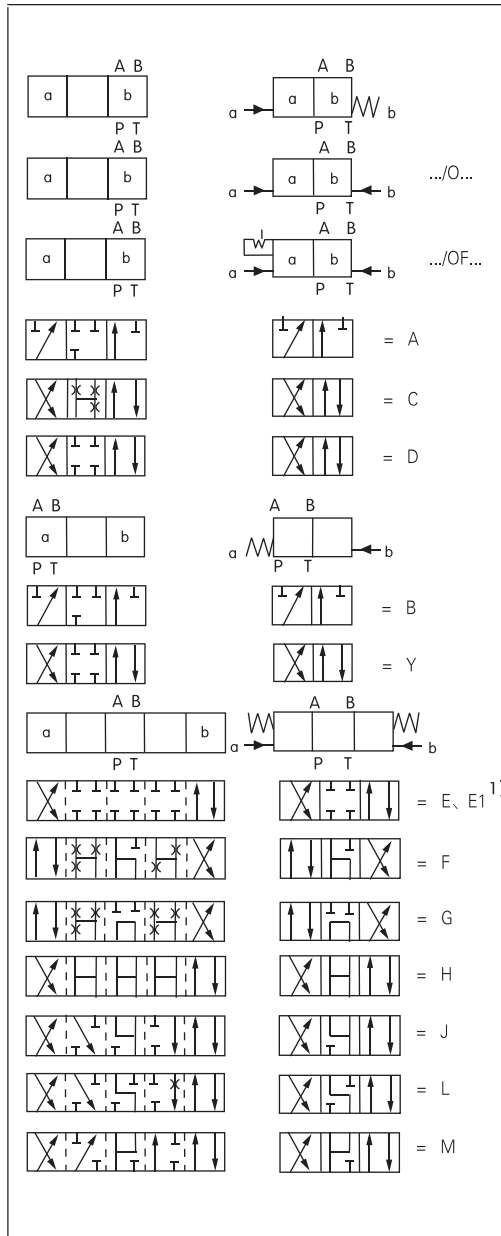 A B A B
a b a a b b
P T P T
A B A B
a b a a b b .../O...
P T P T
A B A B
a b a a b b .../OF...
P T P T
= A
= C
= D
A B A B
a b a b
P T P T
= B
= Y
A B A B
a b a b
P T P T
= E、E1 1)
= F
= G
= H
= J
= L
= M